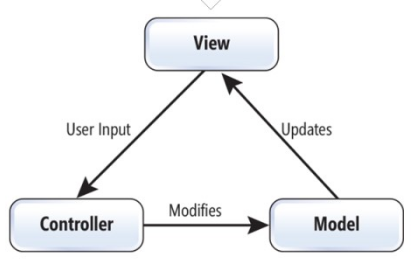 View
User Input
Updates
Modifies
Controller
Model